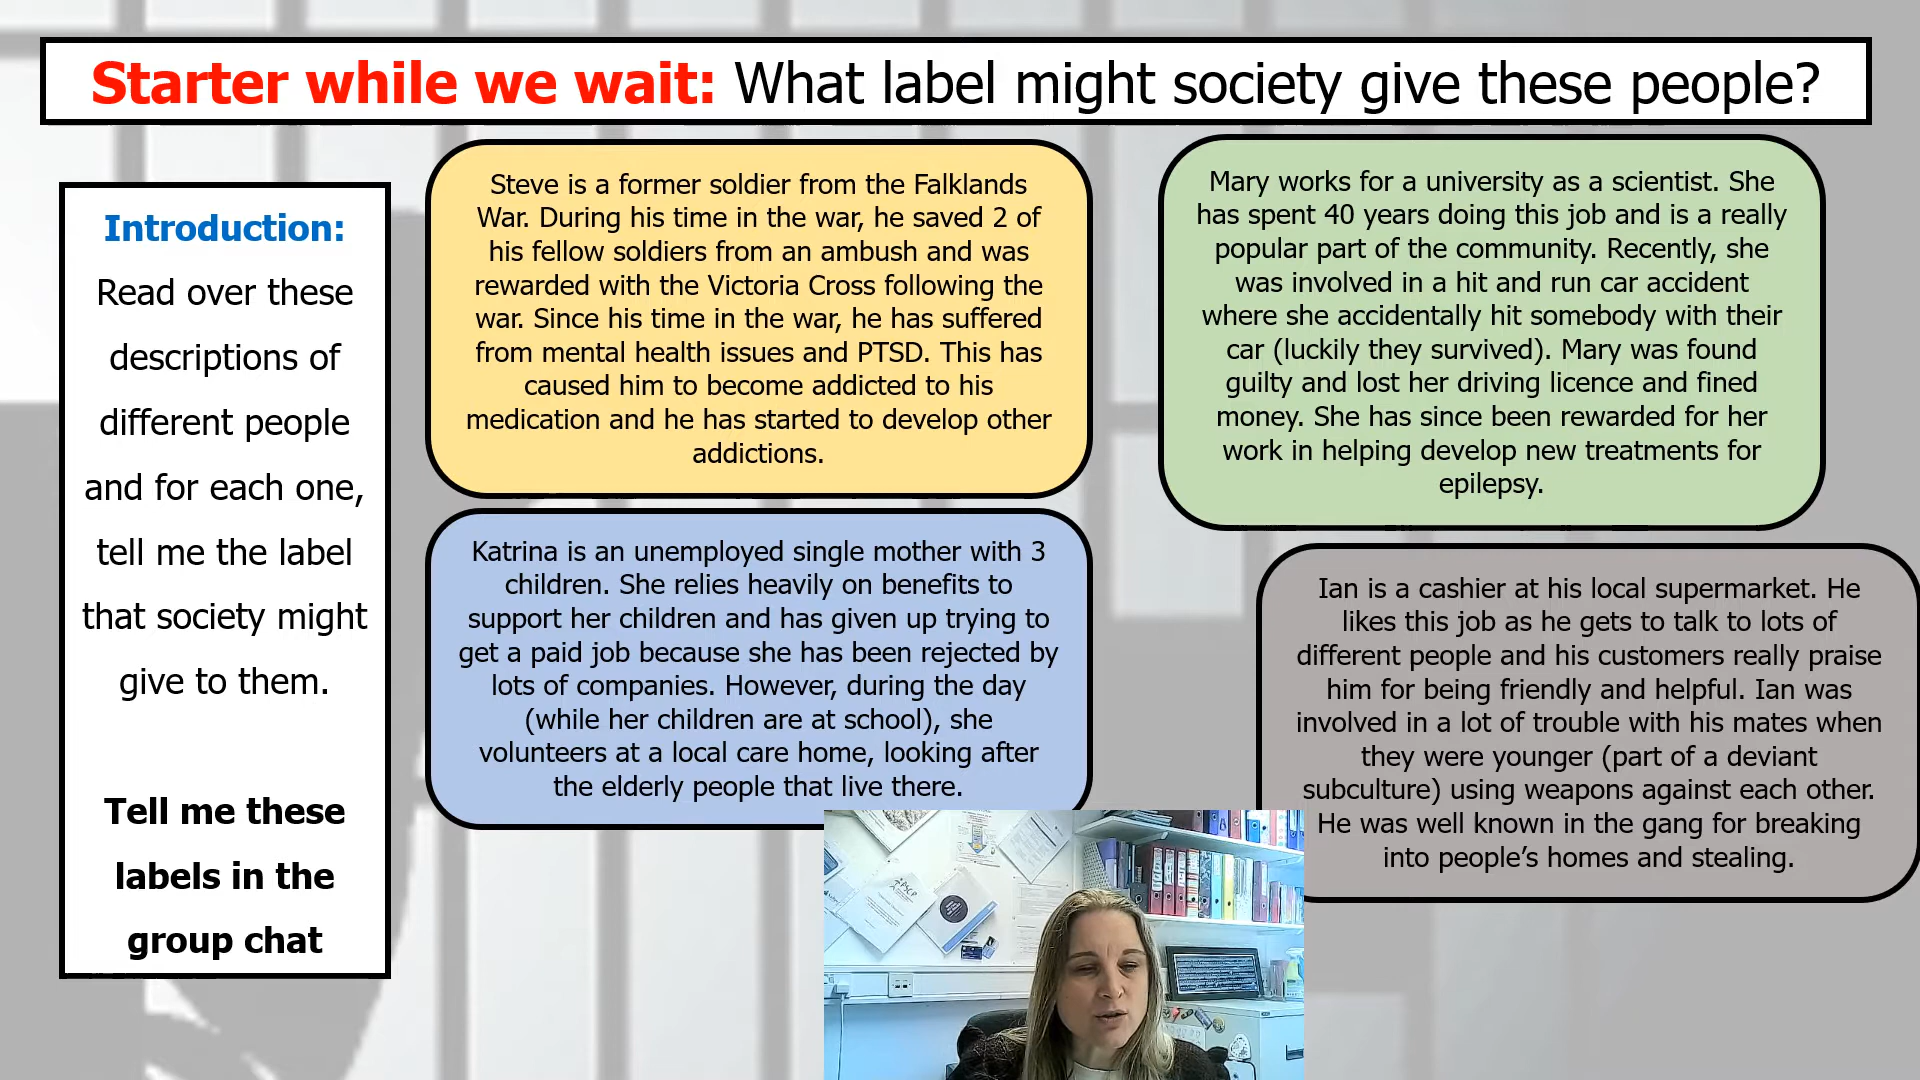 Starter while we wait: What label might society give these people?
Introduction:
Read over these
descriptions of
different people
and for each one,
tell me the label
that society might
give to them.
Tell me these
labels in the
group chat
Steve is a former soldier from the Falklands
War. During his time in the war, he saved 2 of
his fellow soldiers from an ambush and was
rewarded with the Victoria Cross following the
war. Since his time in the war, he has suffered
from mental health issues and PTSD. This has
caused him to become addicted to his
medication and he has started to develop other
addictions.
Mary works for a university as a scientist. She
has spent 40 years doing this job and is a really
popular part of the community. Recently, she
was involved in a hit and run car accident
where she accidentally hit somebody with their
car (luckily they survived). Mary was found
guilty and lost her driving licence and fined
money. She has since been rewarded for her
work in helping develop new treatments for
epilepsy.
Katrina is an unemployed single mother with 3
children. She relies heavily on benefits to
support her children and has given up trying to
get a paid job because she has been rejected by
lots of companies. However, during the day
(while her children are at school), she
volunteers at a local care home, looking after
the elderly people that live there.
Ian is a cashier at his local supermarket. He
likes this job as he gets to talk to lots of
different people and his customers really praise
him for being friendly and helpful. Ian was
involved in a lot of trouble with his mates when
they were younger (part of a deviant
subculture) using weapons against each other.
He was well known in the gang for breaking
into people’s homes and stealing.